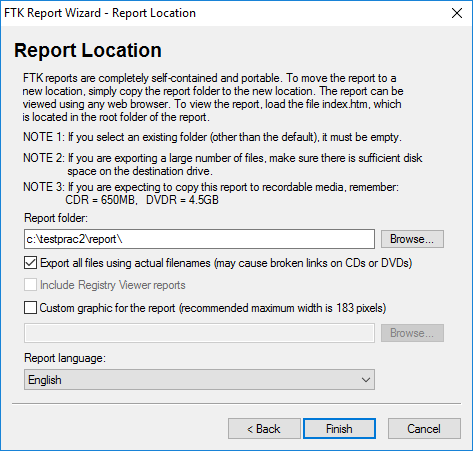 FTK Report Wizard - Report Location
Report Location
FTK reports are completely self-contained and portable. To move the report to a
new location, simply copy the report folder to the new location. The report can be
viewed using any web browser. To view the report, load the file index.htm, which
is located in the root folder of the report.
NOTE 1: If you select an existing folder (other than the default), it must be empty.
NOTE 2: If you are exporting a large number of files, make sure there is sufficient disk
space on the destination drive.
NOTE 3: If you are expecting to copy this report to recordable media, remember:
CDR = 650MB, DVDR = 4.5GB
Report folder:
c:\testprac2\report\
Browse...
Export all files using actual filenames (may cause broken links on CDs or DVDs)
Include Registry Viewer reports
Custom graphic for the report (recommended maximum width is 183 pixels)
Browse...
Report language:
English
< Back
Finish
Cancel